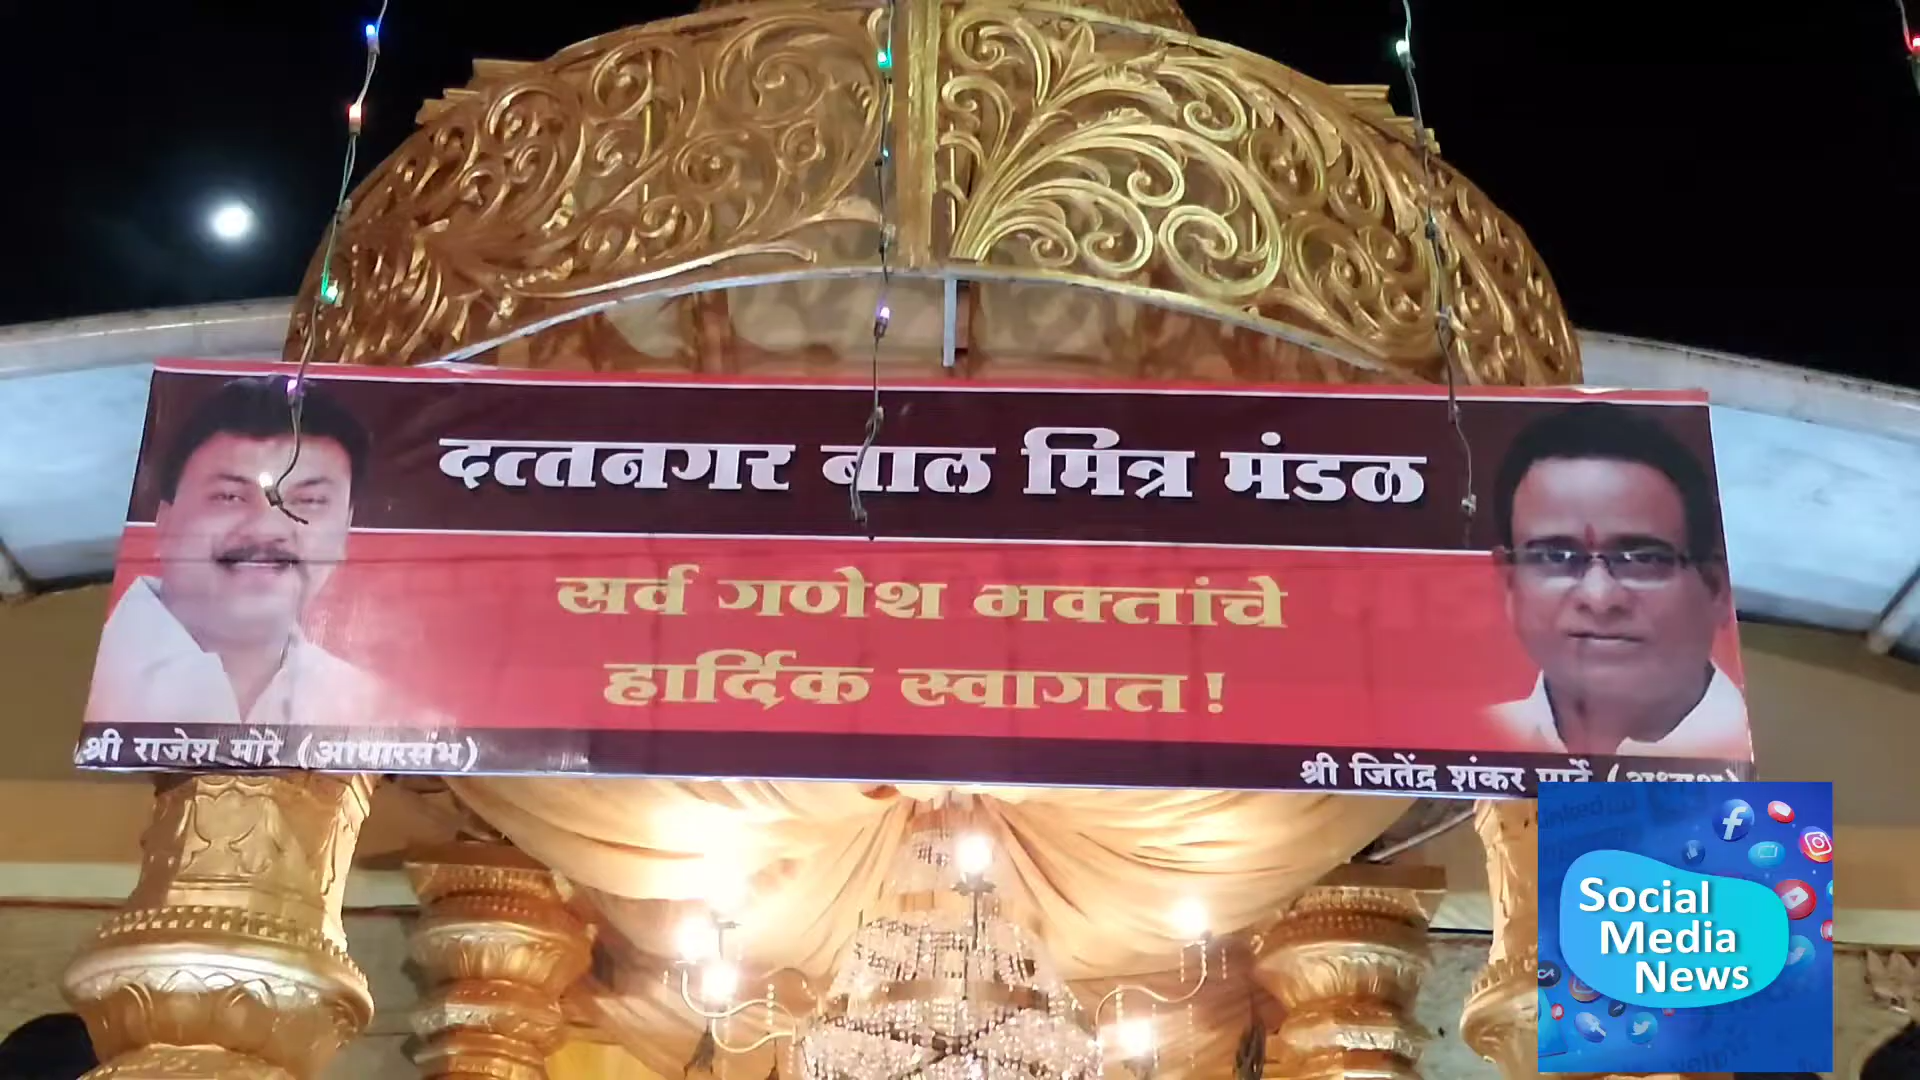 दत्तनगर बाल मित्र मंडळ
सर्व गणेश भक्तांचे
हार्दिक स्वागत!
श्री राजेश मोरे (आधारस्तंभ)
श्री जितेंद्र शंकर
Social
Media
News